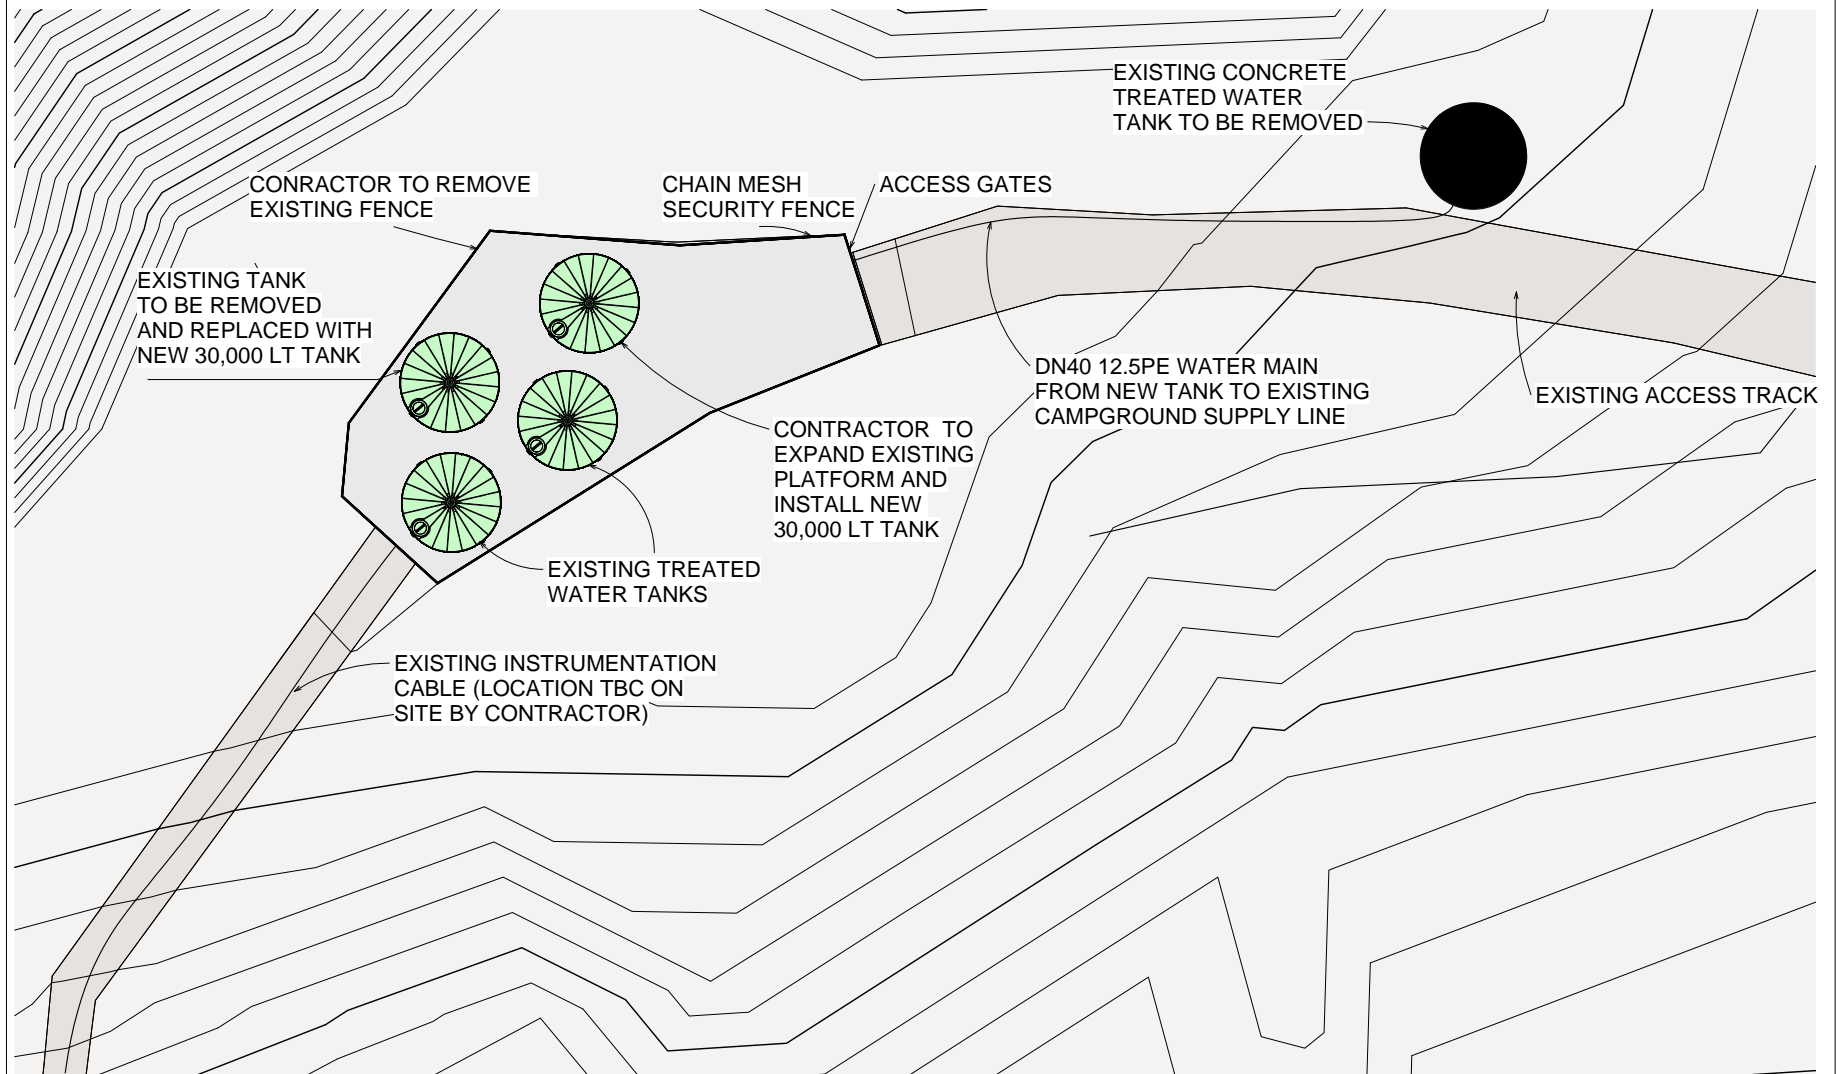 EXISTING CONCRETE
TREATED WATER
TANK TO BE REMOVED
CONRACTOR TO REMOVE
EXISTING FENCE
CHAIN MESH
SECURITY FENCE
ACCESS GATES
EXISTING TANK
TO BE REMOVED
AND REPLACED WITH
NEW 30,000 LT TANK
DN40 12.5PE WATER MAIN
FROM NEW TANK TO EXISTING
CAMPGROUND SUPPLY LINE
EXISTING ACCESS TRACK
CONTRACTOR TO
EXPAND EXISTING
PLATFORM AND
INSTALL NEW
30,000 LT TANK
EXISTING TREATED
WATER TANKS
EXISTING INSTRUMENTATION
CABLE (LOCATION TBC ON
SITE BY CONTRACTOR)